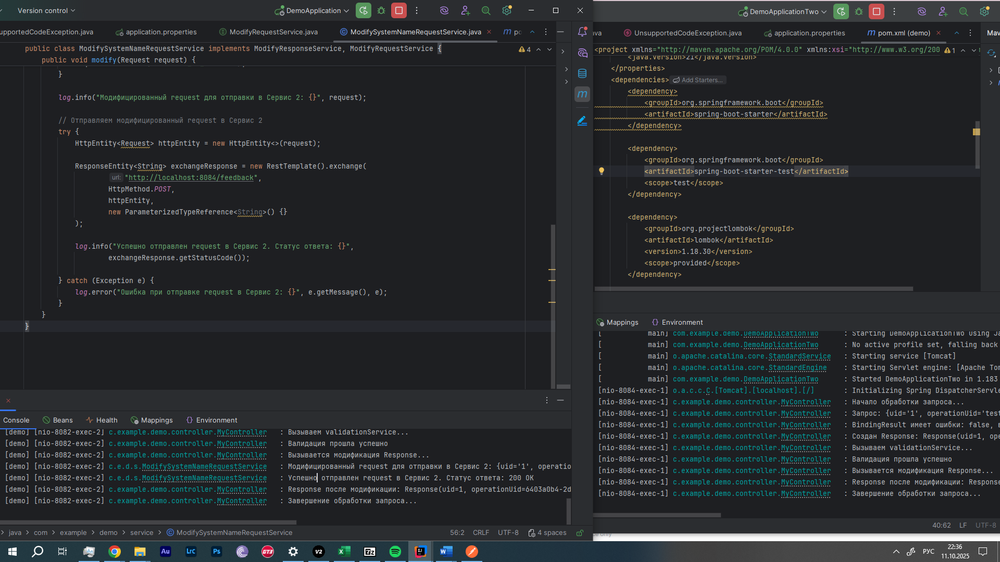 Version control
DemoApplication
DemoApplicationTwo
upportedCodeException.java
application.properties
ModifyRequestService.java
ModifySystemNameRequestService.java
public class ModifySystemNameRequestService implements ModifyResponseService, ModifyRequestService {
4
public void modify(Request request) {
}
log.info("Модифицированный request для отправки в Сервис 2: {}", request);
// Отправляем модифицированный request в Сервис 2
try {
HttpEntity<Request> httpEntity = new HttpEntity<>(request);
ResponseEntity<String> exchangeResponse = new RestTemplate().exchange(
url: "http://localhost:8084/feedback",
HttpMethod.POST,
httpEntity,
new ParameterizedTypeReference<String>() {}
);
log.info("Успешно отправлен request в Сервис 2. Статус ответа: {}",
exchangeResponse.getStatusCode());
} catch (Exception e) {
log.error("Ошибка при отправке request в Сервис 2: {}", e.getMessage(), e);
}
}
}
Console
Beans
Health
Mappings
Environment
[demo] [nio-8082-exec-2] c.example.demo.controller.MyController : Вызываем validationService...
[demo] [nio-8082-exec-2] c.example.demo.controller.MyController : Валидация прошла успешно
[demo] [nio-8082-exec-2] c.example.demo.controller.MyController : Вызывается модификация Response...
[demo] [nio-8082-exec-2] c.e.d.s.ModifySystemNameRequestService : Модифицированный request для отправки в Сервис 2: {uid='1', operatio
[demo] [nio-8082-exec-2] c.e.d.s.ModifySystemNameRequestService : Успешно отправлен request в Сервис 2. Статус ответа: 200 OK
[demo] [nio-8082-exec-2] c.example.demo.controller.MyController : Response после модификации: Response(uid=1, operationUid=6403a0b4-2d
[demo] [nio-8082-exec-2] c.example.demo.controller.MyController : Завершение обработки запроса...
java > com > example > demo > service > ModifySystemNameRequestService
56:2
CRLF
UTF-8
4 spaces
UnsupportedCodeException.java
application.properties
pom.xml (demo)
<project xmlns="http://maven.apache.org/POM/4.0.0" xmlns:xsi="http://www.w3.org/200
1
<java.version>21</java.version>
</properties>
<dependencies> Add Starters...
<dependency>
<groupId>org.springframework.boot</groupId>
<artifactId>spring-boot-starter</artifactId>
</dependency>
<dependency>
<groupId>org.springframework.boot</groupId>
<artifactId>spring-boot-starter-test</artifactId>
<scope>test</scope>
</dependency>
<dependency>
<groupId>org.projectlombok</groupId>
<artifactId>lombok</artifactId>
<version>1.18.30</version>
<scope>provided</scope>
</dependency>
Mappings
Environment
[ main] com.example.demo.DemoApplicationTwo : Starting DemoApplicationTwo using Ja
[ main] com.example.demo.DemoApplicationTwo : No active profile set, falling back
[ main] o.apache.catalina.core.StandardService : Starting service [Tomcat]
[ main] o.apache.catalina.core.StandardEngine : Starting Servlet engine: [Apache Tom
[ main] com.example.demo.DemoApplicationTwo : Started DemoApplicationTwo in 1.183
[nio-8084-exec-1] o.a.c.c.C.[Tomcat].[localhost].[/] : Initializing Spring DispatcherServle
[nio-8084-exec-1] c.example.demo.controller.MyController : Начало обработки запроса...
[nio-8084-exec-1] c.example.demo.controller.MyController : Запрос: {uid='1', operationUid='test
[nio-8084-exec-1] c.example.demo.controller.MyController : BindingResult имеет ошибки: false, в
[nio-8084-exec-1] c.example.demo.controller.MyController : Создан Response: Response(uid=1, ope
[nio-8084-exec-1] c.example.demo.controller.MyController : Вызываем validationService...
[nio-8084-exec-1] c.example.demo.controller.MyController : Валидация прошла успешно
[nio-8084-exec-1] c.example.demo.controller.MyController : Вызывается модификация Response...
[nio-8084-exec-1] c.example.demo.controller.MyController : Response после модификации: Response
[nio-8084-exec-1] c.example.demo.controller.MyController : Завершение обработки запроса...
40:62
LF
UTF-8
Au
LrC
Ps
GT3
V2
7z
РУС
22:36
11.10.2025